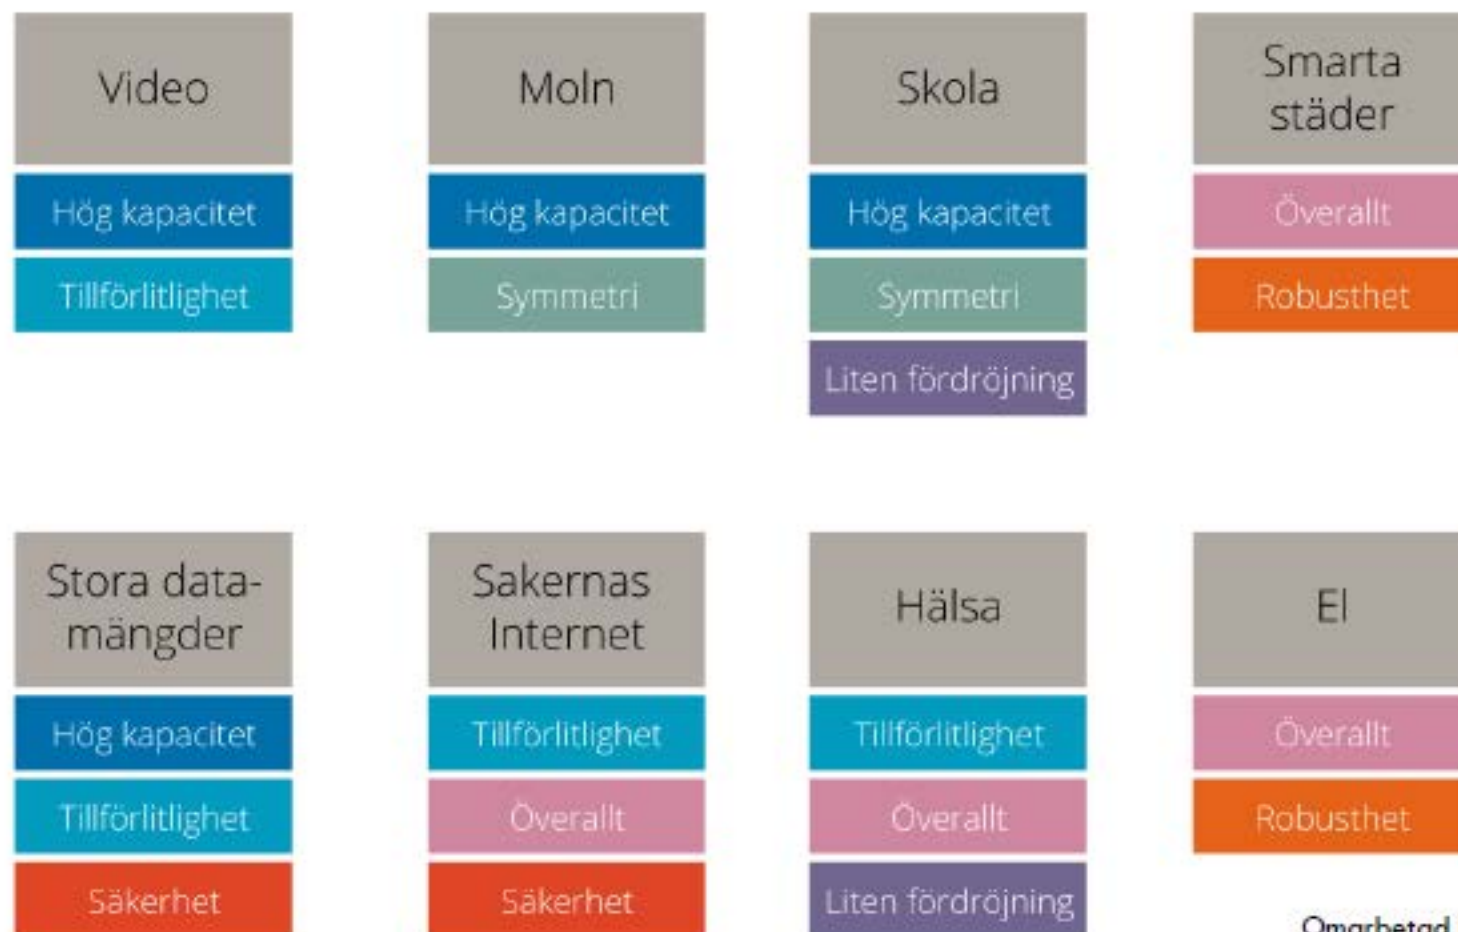 Video
Hög kapacitet
Tillförlitlighet
Moln
Hög kapacitet
Symmetri
Skola
Hög kapacitet
Symmetri
Liten fördröjning
Smarta
städer
Överallt
Robusthet
Stora data-
mängder
Hög kapacitet
Tillförlitlighet
Säkerhet
Sakernas
Internet
Tillförlitlighet
Överallt
Säkerhet
Hälsa
Tillförlitlighet
Överallt
Liten fördröjning
El
Överallt
Robusthet
Omarbetad